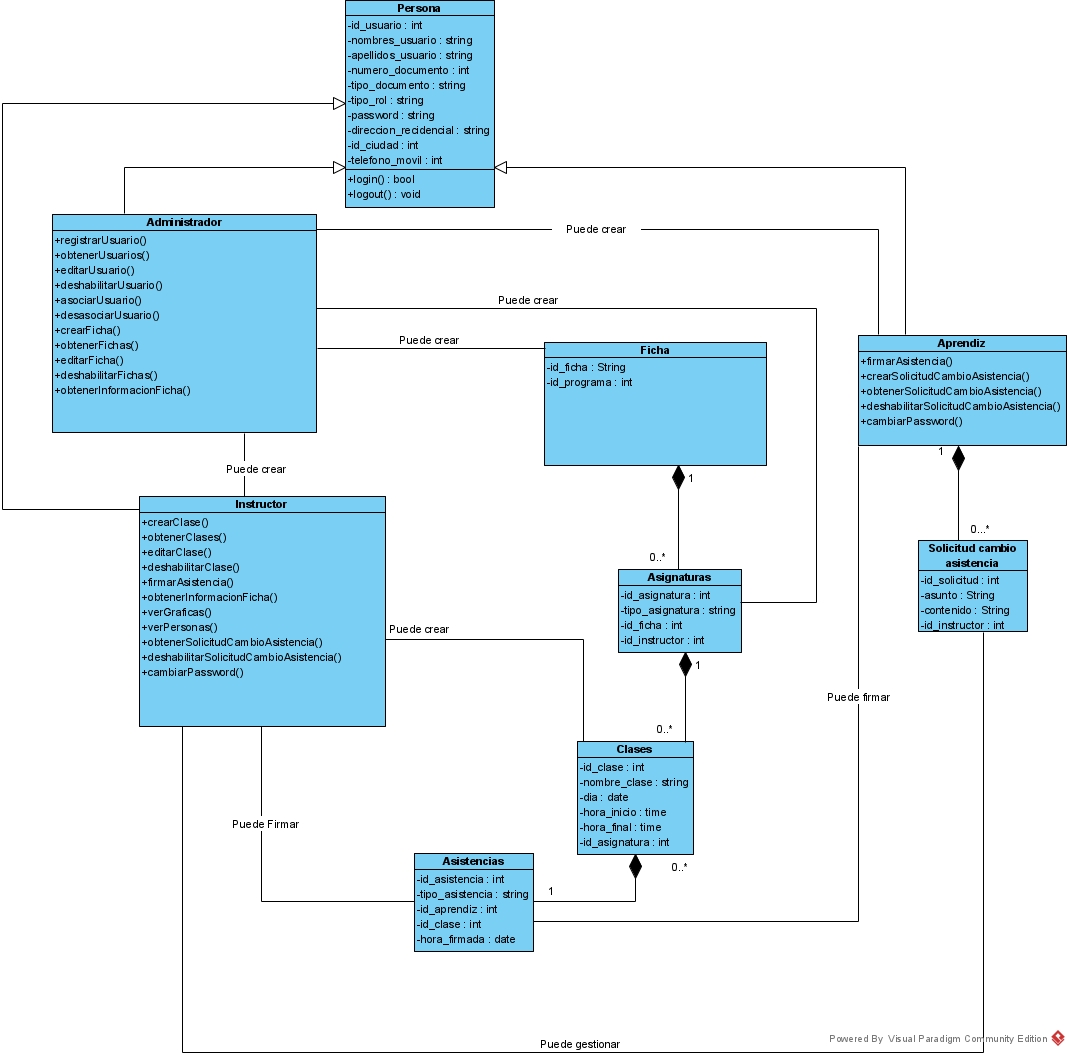 Persona
-id_usuario : int
-nombres_usuario : string
-apellidos_usuario : string
-numero_documento : int
-tipo_documento : string
-tipo_rol : string
-password : string
-direccion_recidencial : string
-id_ciudad : int
-telefono_movil : int
+login() : bool
+logout() : void
Administrador
+registrarUsuario()
+obtenerUsuarios()
+editarUsuario()
+deshabilitarUsuario()
+asociarUsuario()
+desasociarUsuario()
+crearFicha()
+obtenerFichas()
+editarFicha()
+deshabilitarFichas()
+obtenerInformacionFicha()
Puede crear
Puede crear
Puede crear
Ficha
-id_ficha : String
-id_programa : int
Aprendiz
+firmarAsistencia()
+crearSolicitudCambioAsistencia()
+obtenerSolicitudCambioAsistencia()
+deshabilitarSolicitudCambioAsistencia()
+cambiarPassword()
Puede crear
1
1
0..*
0...*
Instructor
+crearClase()
+obtenerClases()
+editarClase()
+deshabilitarClase()
+firmarAsistencia()
+obtenerInformacionFicha()
+verGraficas()
+verPersonas()
+obtenerSolicitudCambioAsistencia()
+deshabilitarSolicitudCambioAsistencia()
+cambiarPassword()
Solicitud cambio
asistencia
-id_solicitud : int
-asunto : String
-contenido : String
-id_instructor : int
Asignaturas
-id_asignatura : int
-tipo_asignatura : string
-id_ficha : int
-id_instructor : int
Puede crear
1
0..*
Puede firmar
Clases
-id_clase : int
-nombre_clase : string
-dia : date
-hora_inicio : time
-hora_final : time
-id_asignatura : int
Puede Firmar
0..*
1
Asistencias
-id_asistencia : int
-tipo_asistencia : string
-id_aprendiz : int
-id_clase : int
-hora_firmada : date
Puede gestionar
Powered By Visual Paradigm Community Edition